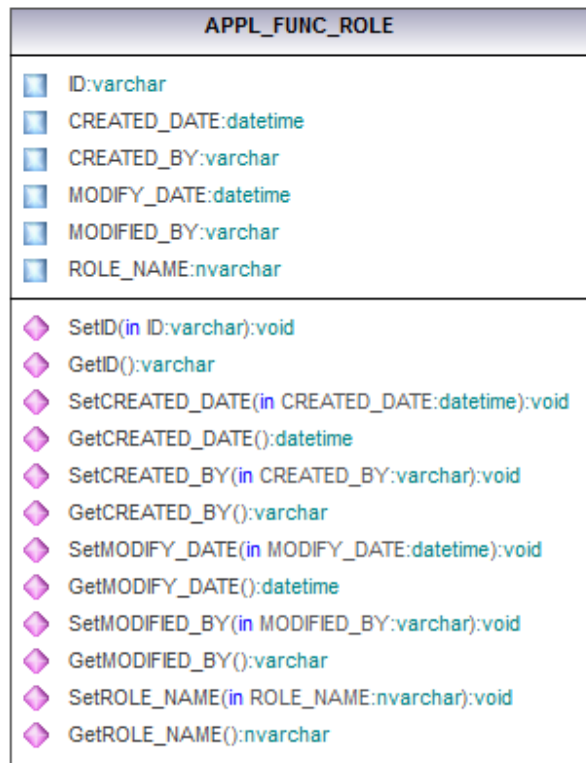 APPL_FUNC_ROLE
ID:varchar
CREATED_DATE:datetime
CREATED_BY:varchar
MODIFY_DATE:datetime
MODIFIED_BY:varchar
ROLE_NAME:nvarchar
SetID(in ID:varchar):void
GetID():varchar
SetCREATED_DATE(in CREATED_DATE:datetime):void
GetCREATED_DATE():datetime
SetCREATED_BY(in CREATED_BY:varchar):void
GetCREATED_BY():varchar
SetMODIFY_DATE(in MODIFY_DATE:datetime):void
GetMODIFY_DATE():datetime
SetMODIFIED_BY(in MODIFIED_BY:varchar):void
GetMODIFIED_BY():varchar
SetROLE_NAME(in ROLE_NAME:nvarchar):void
GetROLE_NAME():nvarchar